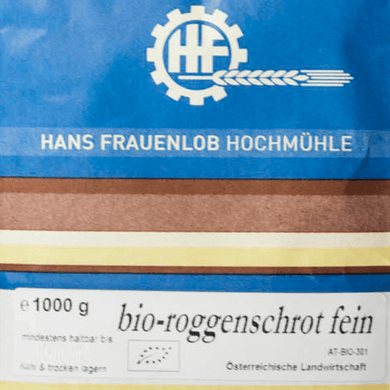 HF
HANS FRAUENLOB HOCHMÜHLE
e 1000 g
bio-roggenschrot fein
mindestens haltbar bis
AT-BIO-301
kühl & trocken lagern
Österreichische Landwirtschaft